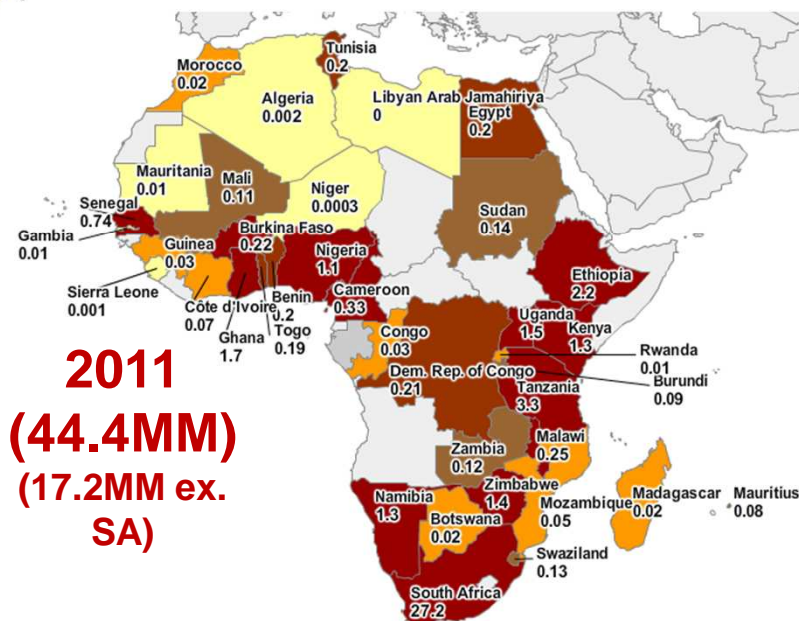 Tunisia
0.2
Morocco
0.02
Algeria
0.002
Libyan Arab Jamahiriya
0
Egypt
0.2
Mauritania
0.01
Mali
0.11
Niger
0.0003
Senegal
0.74
Sudan
0.14
Gambia
0.01
Guinea
0.03
Burkina Faso
0.22
Nigeria
1.1
Ethiopia
2.2
Sierra Leone
0.001
Côte d'Ivoire
0.07
Ghana
1.7
Togo
0.19
Benin
0.2
Cameroon
0.33
Uganda
1.5
Kenya
1.3
Congo
0.03
Rwanda
0.01
Dem. Rep. of Congo
0.21
Burundi
0.09
Tanzania
3.3
2011
(44.4MM)
(17.2MM ex.
SA)
Zambia
0.12
Malawi
0.25
Namibia
1.3
Zimbabwe
1.4
Botswana
0.02
Mozambique
0.05
Madagascar
0.02
Mauritius
0.08
Swaziland
0.13
South Africa
27.2